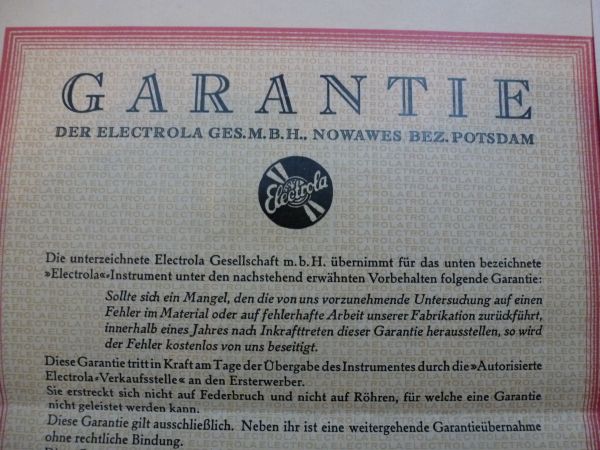 GARANTIE
DER ELECTROLA GES.M.B.H., NOWAWES BEZ. POTSDAM
Electrola
Die unterzeichnete Electrola Gesellschaft m. b. H. übernimmt für das unten bezeichnete
»Electrola«-Instrument unter den nachstehend erwähnten Vorbehalten folgende Garantie:
Sollte sich ein Mangel, den die von uns vorzunehmende Untersuchung auf einen
Fehler im Material oder auf fehlerhafte Arbeit unserer Fabrikation zurückführt,
innerhalb eines Jahres nach Inkrafttreten dieser Garantie herausstellen, so wird
der Fehler kostenlos von uns beseitigt.
Diese Garantie tritt in Kraft am Tage der Übergabe des Instrumentes durch die »Autorisierte
Electrola-Verkaufsstelle« an den Ersterwerber.
Sie erstreckt sich nicht auf Federbruch und nicht auf Röhren, für welche eine Garantie
nicht geleistet werden kann.
Diese Garantie gilt ausschließlich. Neben ihr ist eine weitergehende Garantieübernahme
ohne rechtliche Bindung.